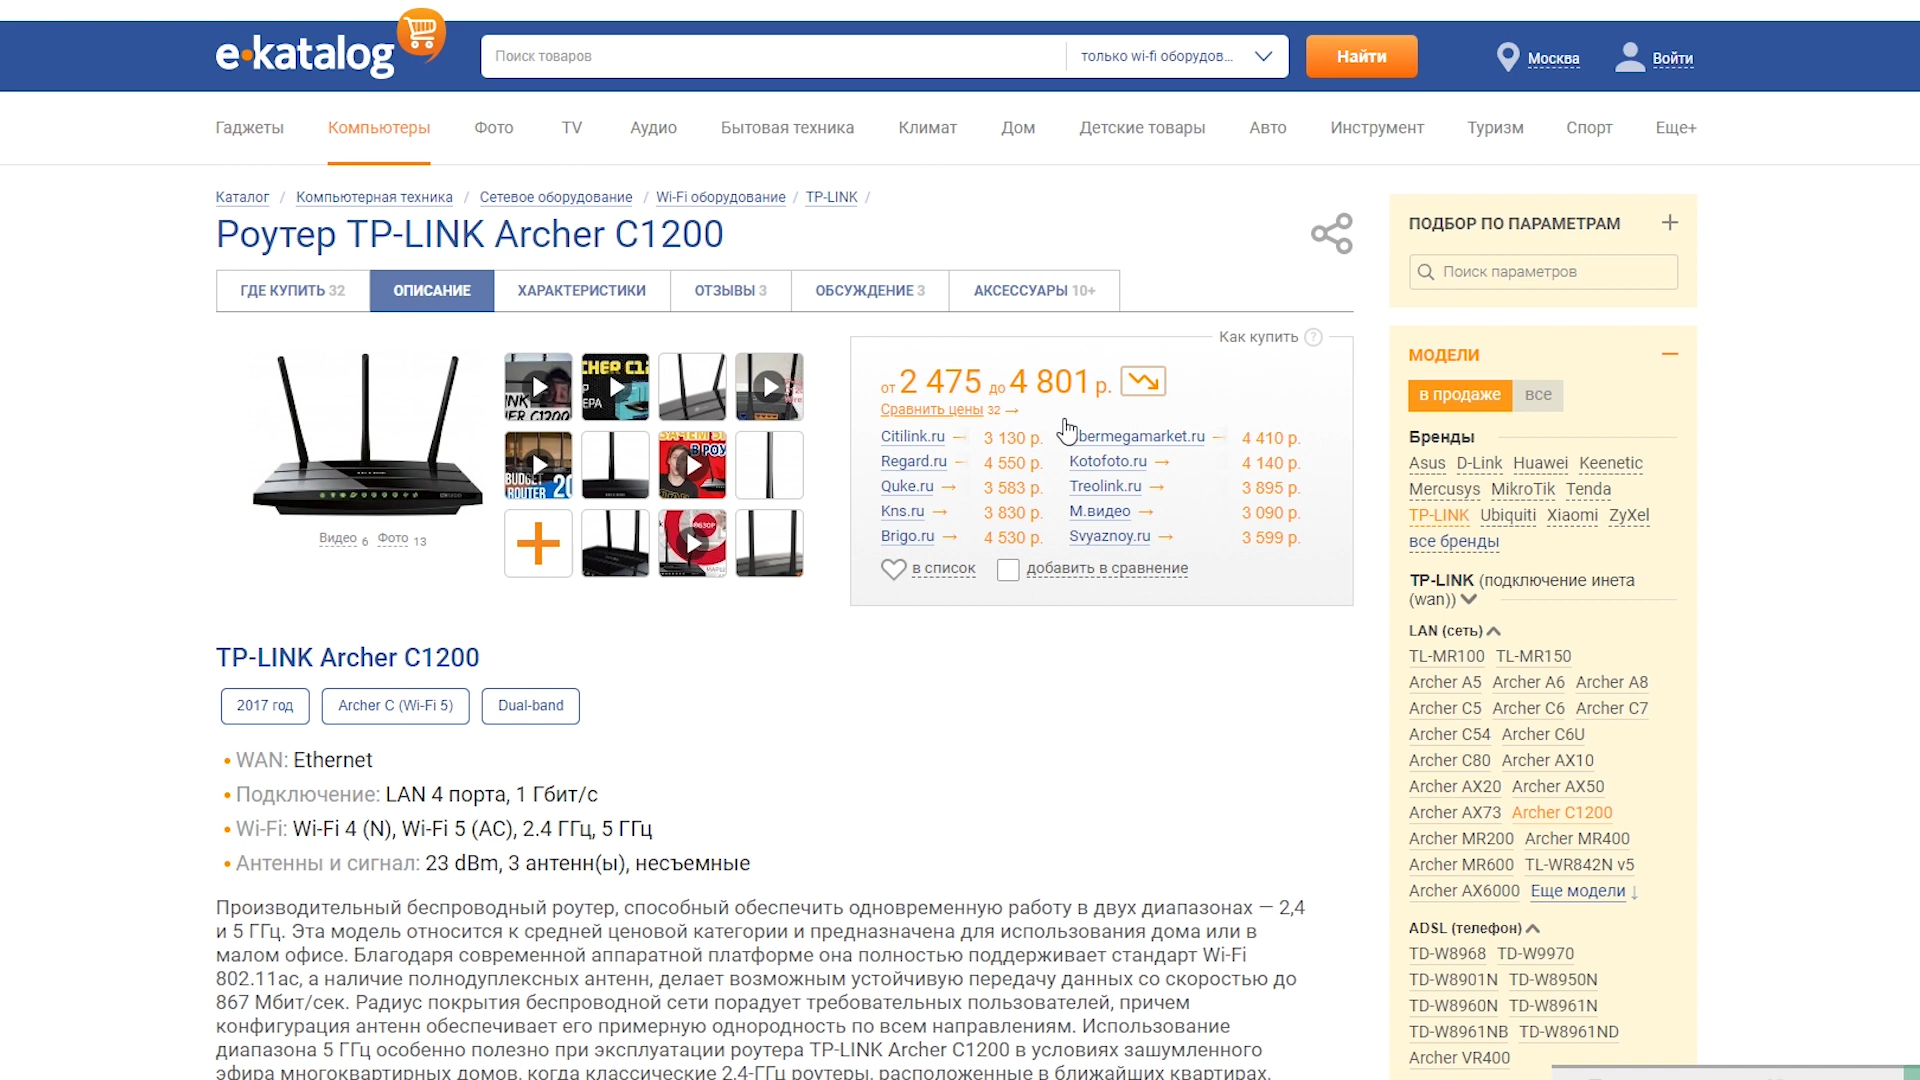 e·katalog
Поиск товаров
только wi-fi оборудов...
Найти
Москва
Войти
Гаджеты Компьютеры Фото TV Аудио Бытовая техника Климат Дом Детские товары Авто Инструмент Туризм Спорт Еще+
Каталог / Компьютерная техника / Сетевое оборудование / Wi-Fi оборудование / TP-LINK /
Роутер TP-LINK Archer C1200
ГДЕ КУПИТЬ 32 ОПИСАНИЕ ХАРАКТЕРИСТИКИ ОТЗЫВЫ 3 ОБСУЖДЕНИЕ 3 АКСЕССУАРЫ 10+
Видео 6 Фото 13
Как купить ?
от 2 475 до 4 801 р.
Сравнить цены 32 →
Citilink.ru → 3 130 р. bermegamarket.ru → 4 410 р.
Regard.ru → 4 550 р. Kotofoto.ru → 4 140 р.
Quke.ru → 3 583 р. Treolink.ru → 3 895 р.
Kns.ru → 3 830 р. М.видео → 3 090 р.
Brigo.ru → 4 530 р. Svyaznoy.ru → 3 599 р.
в список добавить в сравнение
TP-LINK Archer C1200
2017 год Archer C (Wi-Fi 5) Dual-band
• WAN: Ethernet
• Подключение: LAN 4 порта, 1 Гбит/с
• Wi-Fi: Wi-Fi 4 (N), Wi-Fi 5 (AC), 2.4 ГГц, 5 ГГц
• Антенны и сигнал: 23 dBm, 3 антенн(ы), несъемные
Производительный беспроводный роутер, способный обеспечить одновременную работу в двух диапазонах — 2,4
и 5 ГГц. Эта модель относится к средней ценовой категории и предназначена для использования дома или в
малом офисе. Благодаря современной аппаратной платформе она полностью поддерживает стандарт Wi-Fi
802.11ac, а наличие полнодуплексных антенн, делает возможным устойчивую передачу данных со скоростью до
867 Мбит/сек. Радиус покрытия беспроводной сети порадует требовательных пользователей, причем
конфигурация антенн обеспечивает его примерную однородность по всем направлениям. Использование
диапазона 5 ГГц особенно полезно при эксплуатации роутера TP-LINK Archer C1200 в условиях зашумленного
эфира многоквартирных домов, когда классические 2,4-ГГц роутеры, расположенные в ближайших квартирах,
ПОДБОР ПО ПАРАМЕТРАМ +
Поиск параметров
МОДЕЛИ
в продаже все
Бренды
Asus D-Link Huawei Keenetic
Mercusys MikroTik Tenda
TP-LINK Ubiquiti Xiaomi ZyXel
все бренды
TP-LINK (подключение инета
(wan))
LAN (сеть)
TL-MR100 TL-MR150
Archer A5 Archer A6 Archer A8
Archer C5 Archer C6 Archer C7
Archer C54 Archer C6U
Archer C80 Archer AX10
Archer AX20 Archer AX50
Archer AX73 Archer C1200
Archer MR200 Archer MR400
Archer MR600 TL-WR842N v5
Archer AX6000 Еще модели ↓
ADSL (телефон)
TD-W8968 TD-W9970
TD-W8901N TD-W8950N
TD-W8960N TD-W8961N
TD-W8961NB TD-W8961ND
Archer VR400